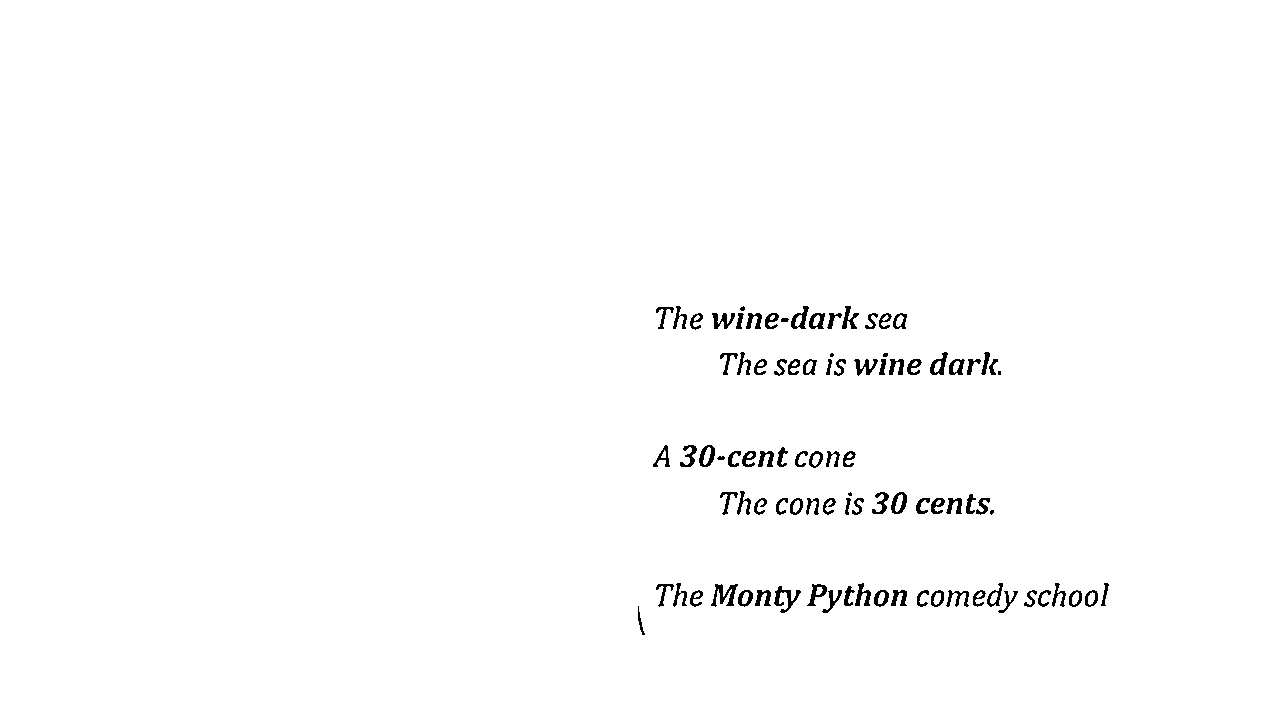 The wine-dark sea
The sea is wine dark.
A 30-cent cone
The cone is 30 cents.
The Monty Python comedy school